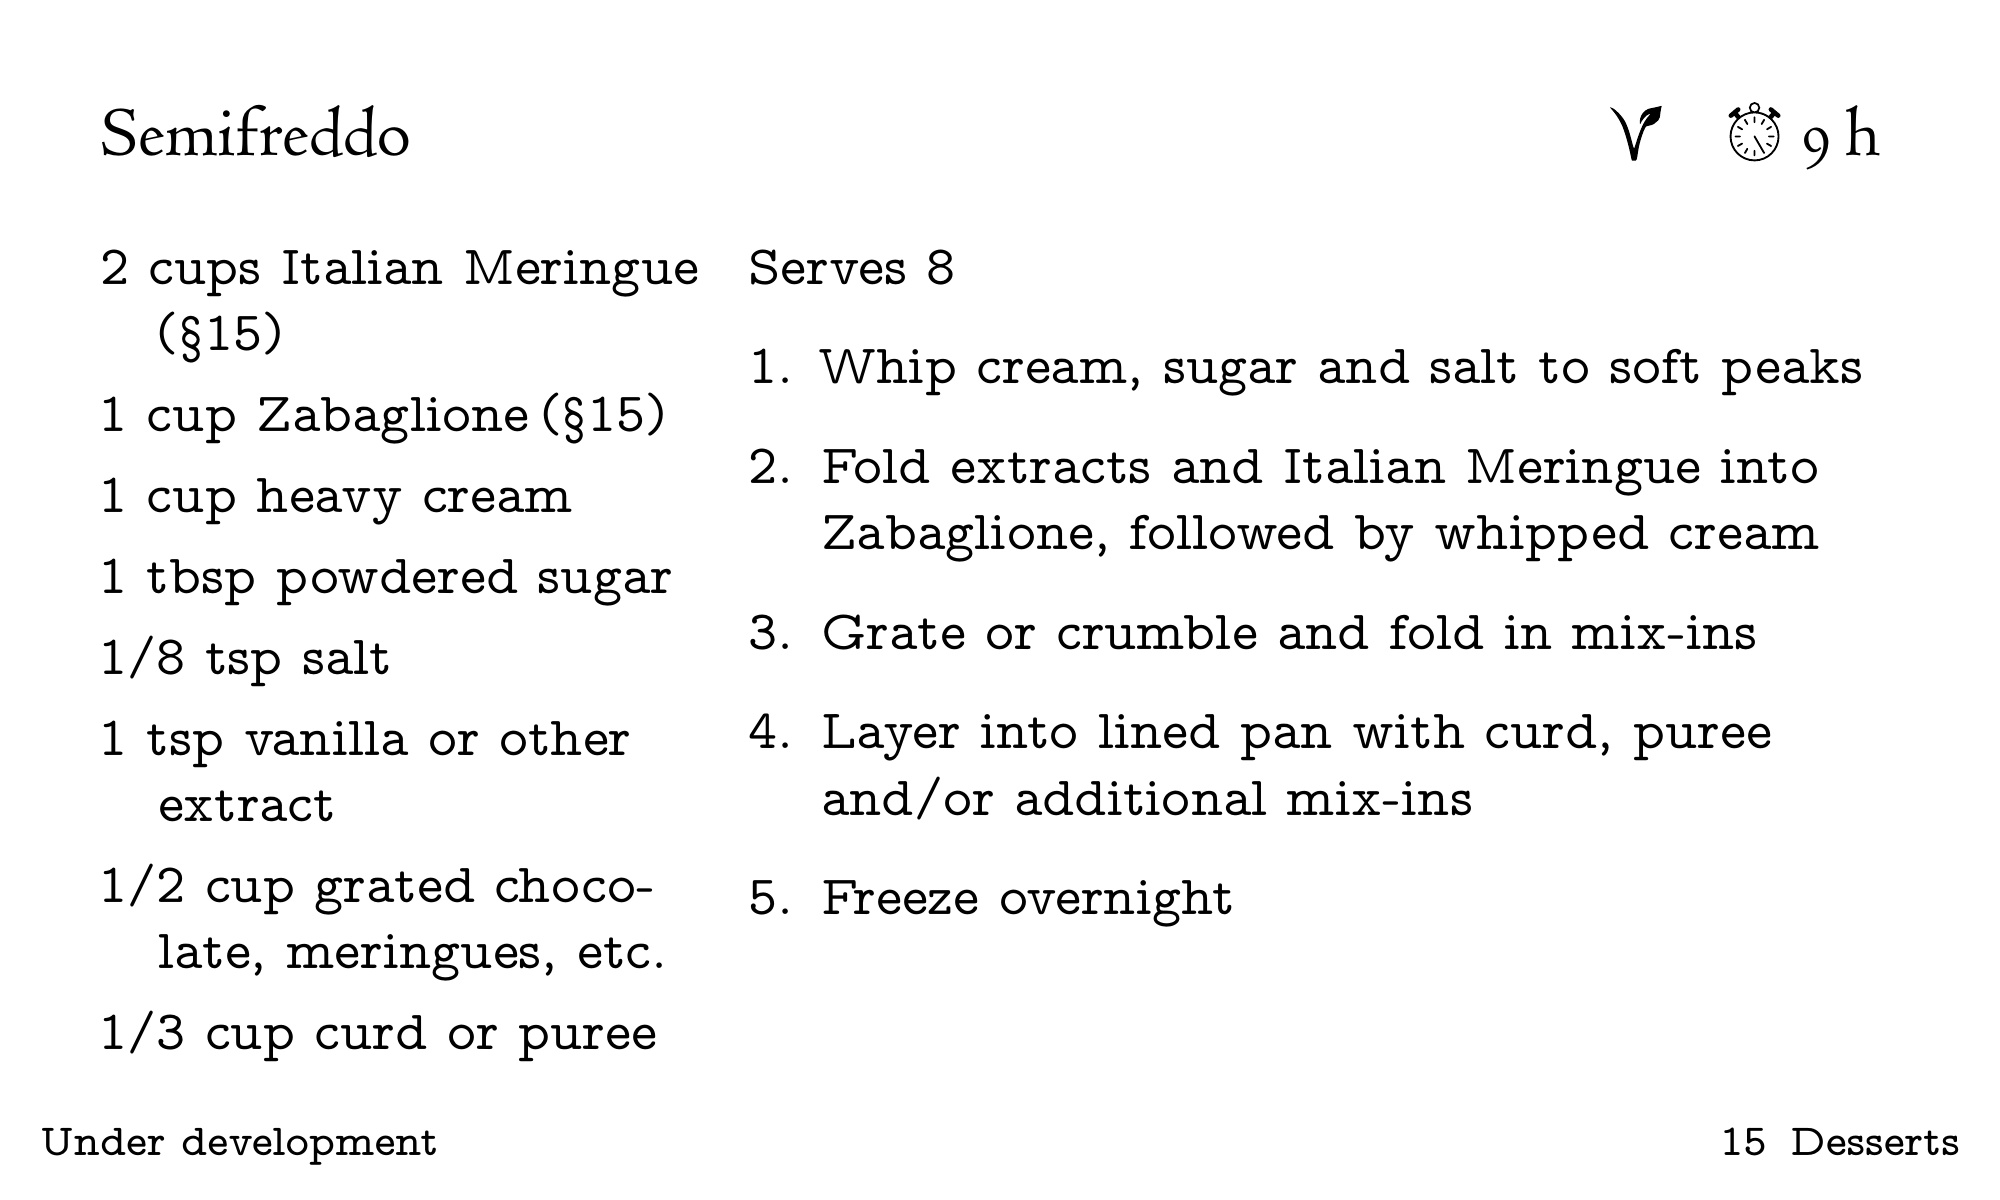 Semifreddo
9 h
2 cups Italian Meringue
(§15)
1 cup Zabaglione (§15)
1 cup heavy cream
1 tbsp powdered sugar
1/8 tsp salt
1 tsp vanilla or other
extract
1/2 cup grated choco-
late, meringues, etc.
1/3 cup curd or puree
Serves 8
1. Whip cream, sugar and salt to soft peaks
2. Fold extracts and Italian Meringue into
Zabaglione, followed by whipped cream
3. Grate or crumble and fold in mix-ins
4. Layer into lined pan with curd, puree
and/or additional mix-ins
5. Freeze overnight
Under development
15 Desserts